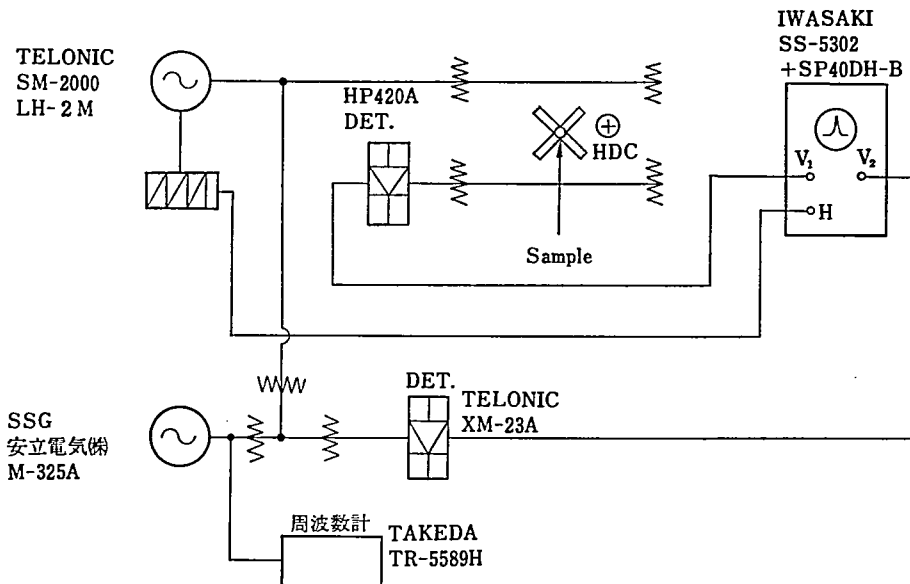 TELONIC
SM-2000
LH-2M
HP420A
DET.
HDC
Sample
IWASAKI
SS-5302
+SP40DH-B
V₁
V₂
H
SSG
安立電気㈱
M-325A
DET.
TELONIC
XM-23A
周波数計
TAKEDA
TR-5589H